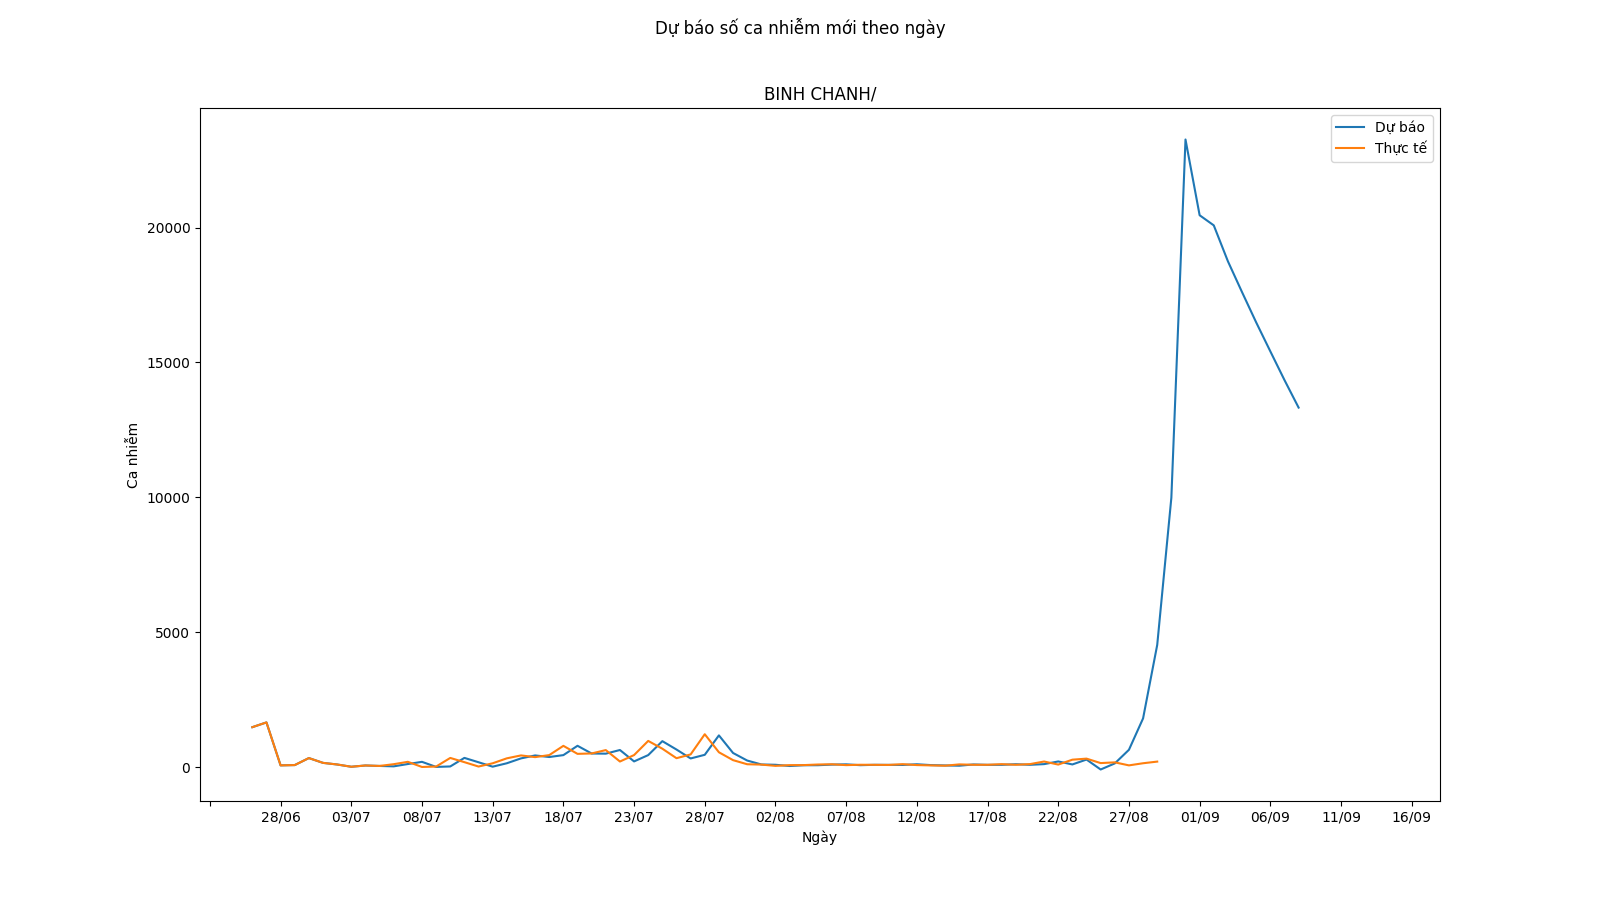 Dự báo số ca nhiễm mới theo ngày
BINH CHANH/
Dự báo
Thực tế
Ca nhiễm
20000
15000
10000
5000
0
28/06 03/07 08/07 13/07 18/07 23/07 28/07 02/08 07/08 12/08 17/08 22/08 27/08 01/09 06/09 11/09 16/09
Ngày